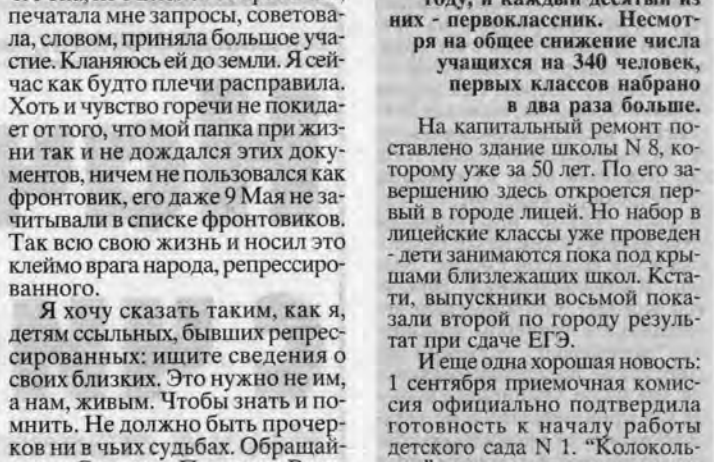 печатала мне запросы, советова-
ла, словом, приняла большое уча-
стие. Кланяюсь ей до земли. Я сей-
час как будто плечи расправила.
Хоть и чувство горечи не покида-
ет от того, что мой папка при жиз-
ни так и не дождался этих доку-
ментов, ничем не пользовался как
фронтовик, его даже 9 Мая не за-
читывали в списке фронтовиков.
Так всю свою жизнь и носил это
клеймо врага народа, репрессиро-
ванного.
Я хочу сказать таким, как я,
детям ссыльных, бывших репрес-
сированных: ищите сведения о
своих близких. Это нужно не им,
а нам, живым. Чтобы знать и по-
мнить. Не должно быть прочер-
ков ни в чьих судьбах. Обращай-
году, и каждый десятый из
них - первоклассник. Несмот-
ря на общее снижение числа
учащихся на 340 человек,
первых классов набрано
в два раза больше.
На капитальный ремонт по-
ставлено здание школы N 8, ко-
торому уже за 50 лет. По его за-
вершению здесь откроется пер-
вый в городе лицей. Но набор в
лицейские классы уже проведен
- дети занимаются пока под кры-
шами близлежащих школ. Кста-
ти, выпускники восьмой пока-
зали второй по городу резуль-
тат при сдаче ЕГЭ.
И еще одна хорошая новость:
1 сентября приемочная комис-
сия официально подтвердила
готовность к началу работы
детского сада N 1. "Колоколь-